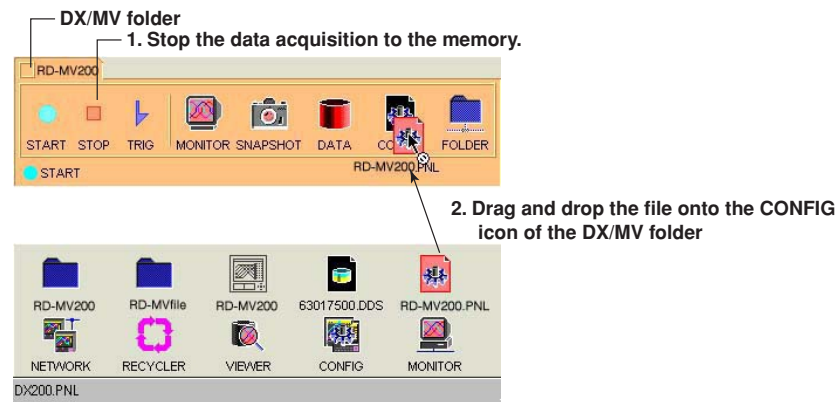 DX/MV folder
1. Stop the data acquisition to the memory.
RD-MV200
START STOP TRIG MONITOR SNAPSHOT DATA FOLDER
RD-MV200.PNL
START
2. Drag and drop the file onto the CONFIG
icon of the DX/MV folder
RD-MV200 RD-MVfile RD-MV200 63017500.DDS RD-MV200.PNL
NETWORK RECYCLER VIEWER CONFIG MONITOR
DX200.PNL